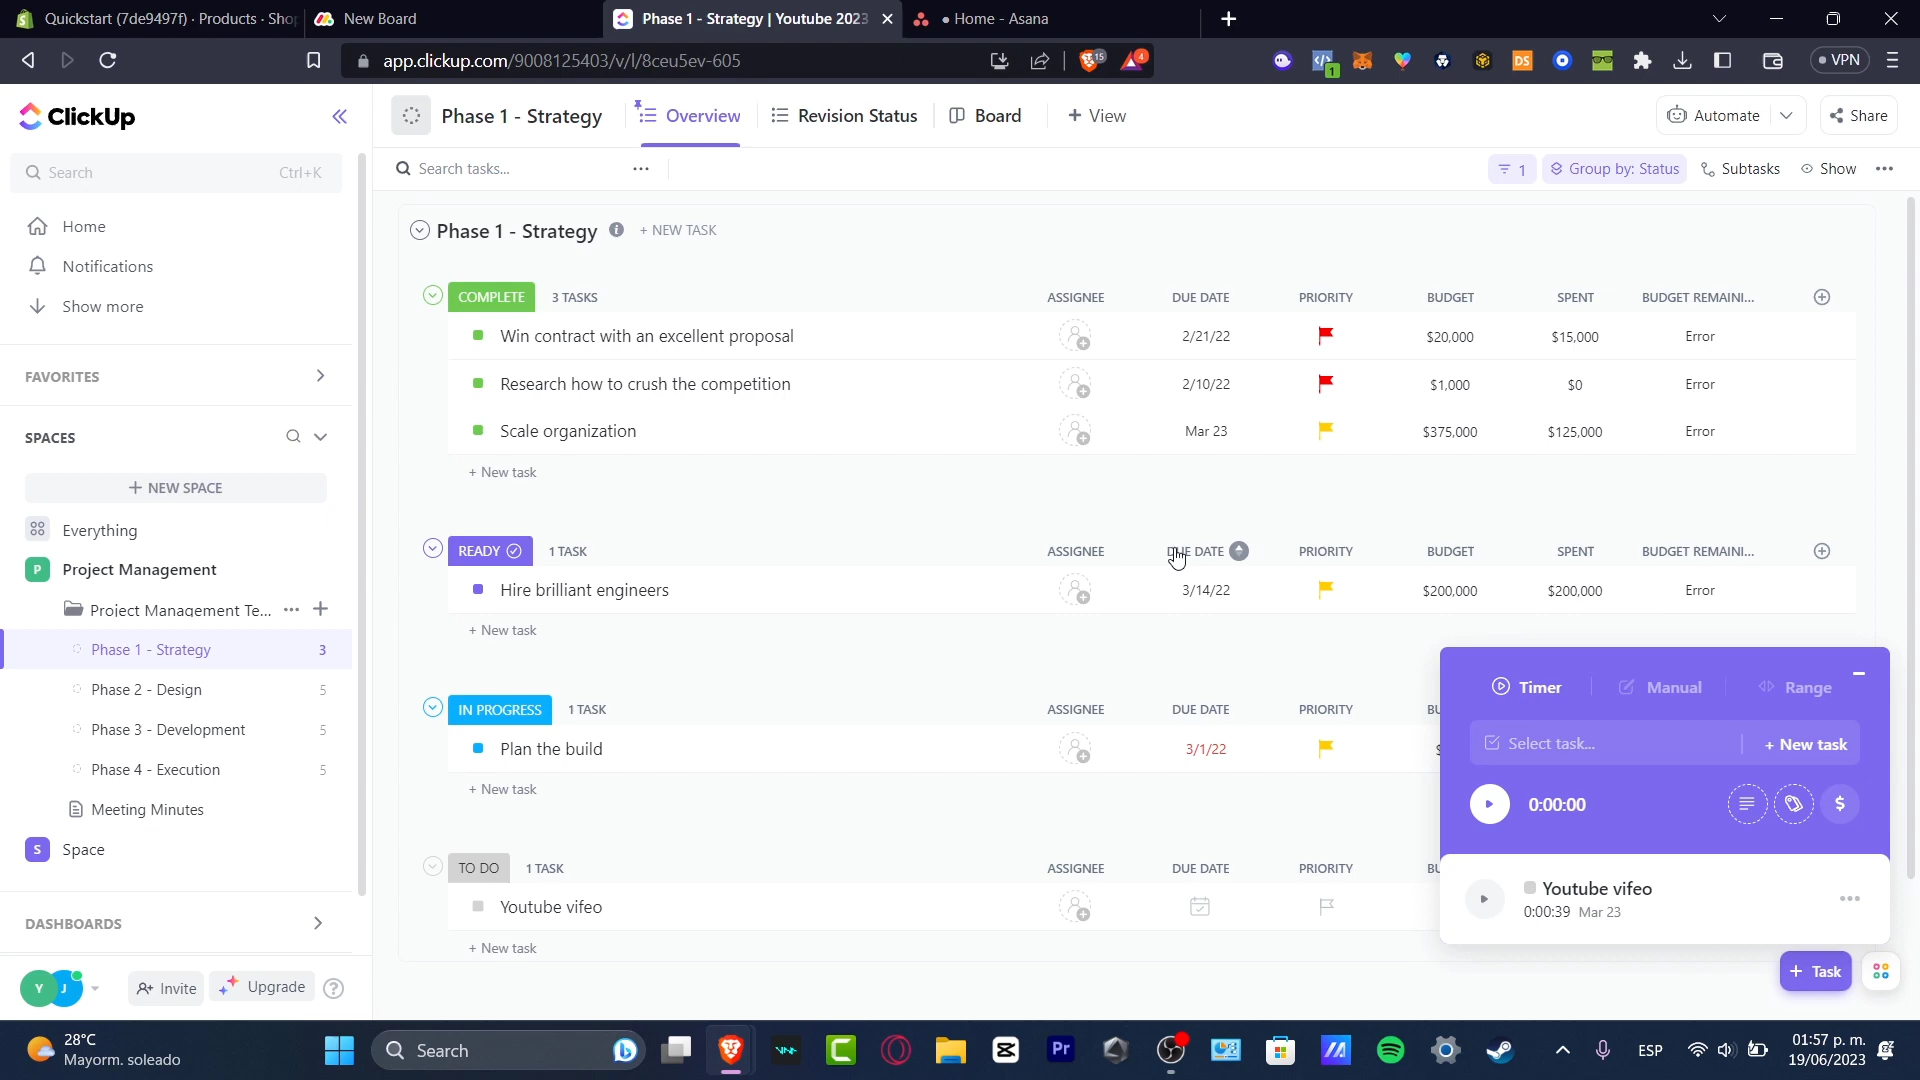 Quickstart (7de9497f) · Products · Sho
New Board
Phase 1 - Strategy | Youtube 2023
• Home - Asana
app.clickup.com/9008125403/v/l/8ceu5ev-605
15
4
1
DS
VPN
ClickUp
Phase 1 - Strategy
Overview
Revision Status
Board
+ View
Automate
Share
Search
Ctrl+K
Search tasks...
1
Group by: Status
Subtasks
Show
Home
Notifications
Show more
FAVORITES
SPACES
+ NEW SPACE
Everything
P
Project Management
Project Management Te...
Phase 1 - Strategy
3
Phase 2 - Design
5
Phase 3 - Development
5
Phase 4 - Execution
5
Meeting Minutes
S
Space
DASHBOARDS
Y
J
Invite
Upgrade
?
Phase 1 - Strategy
+ NEW TASK
COMPLETE
3 TASKS
ASSIGNEE
DUE DATE
PRIORITY
BUDGET
SPENT
BUDGET REMAINI...
Win contract with an excellent proposal
2/21/22
$20,000
$15,000
Error
Research how to crush the competition
2/10/22
$1,000
$0
Error
Scale organization
Mar 23
$375,000
$125,000
Error
+ New task
READY
1 TASK
ASSIGNEE
DUE DATE
PRIORITY
BUDGET
SPENT
BUDGET REMAINI...
Hire brilliant engineers
3/14/22
$200,000
$200,000
Error
+ New task
IN PROGRESS
1 TASK
ASSIGNEE
DUE DATE
PRIORITY
BU
Plan the build
3/1/22
$
+ New task
TO DO
1 TASK
ASSIGNEE
DUE DATE
PRIORITY
BU
Youtube vifeo
+ New task
Timer
Manual
Range
Select task...
+ New task
0:00:00
$
Youtube vifeo
0:00:39 Mar 23
+ Task
28°C
Mayorm. soleado
Search
Pr
ESP
01:57 p. m.
19/06/2023